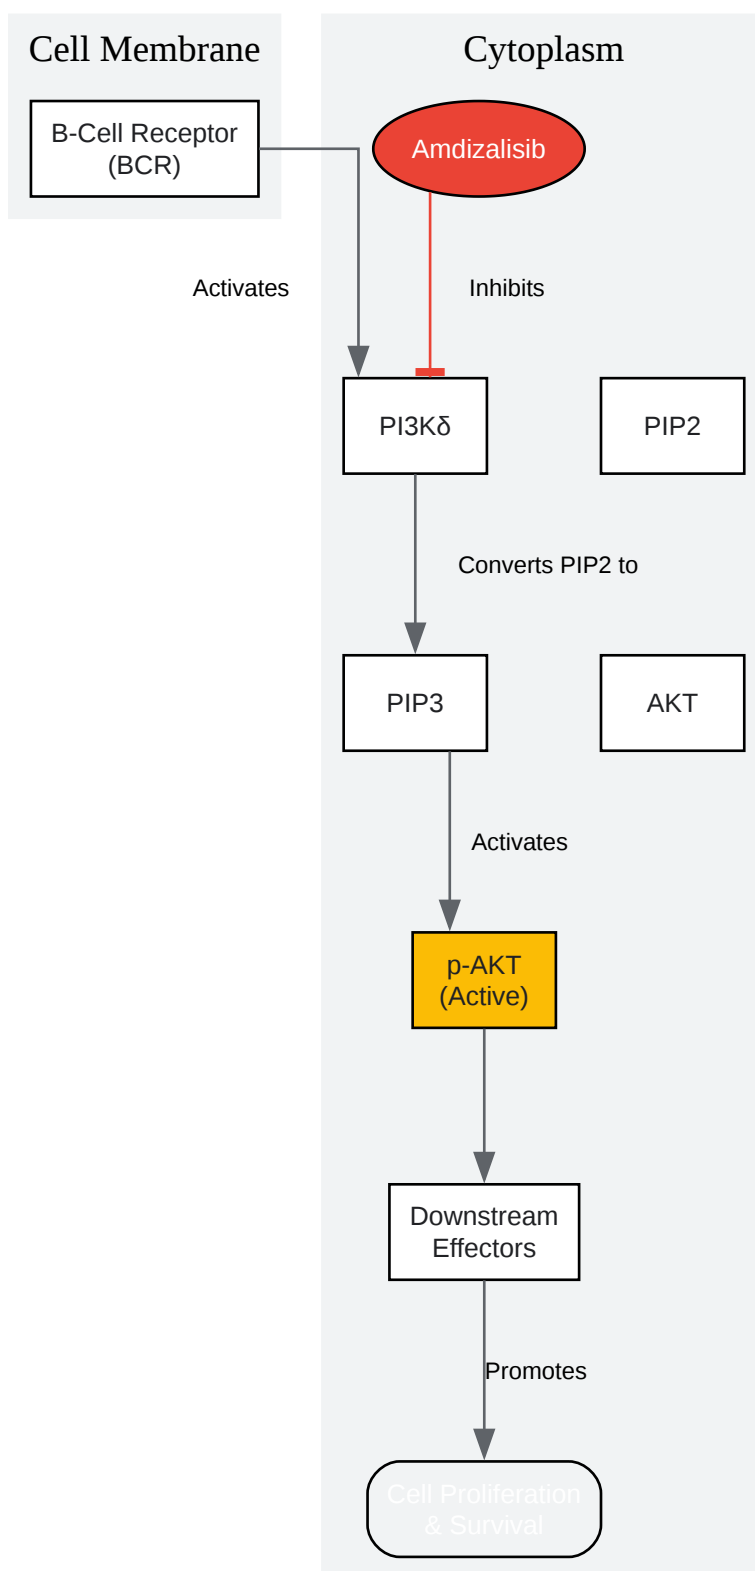 Cell Membrane
Cytoplasm
B-Cell Receptor
(BCR)
Amdizalisib
Activates
Inhibits
PI3Kδ
PIP2
Converts PIP2 to
PIP3
AKT
Activates
p-AKT
(Active)
Downstream
Effectors
Promotes
Cell Proliferation
& Survival